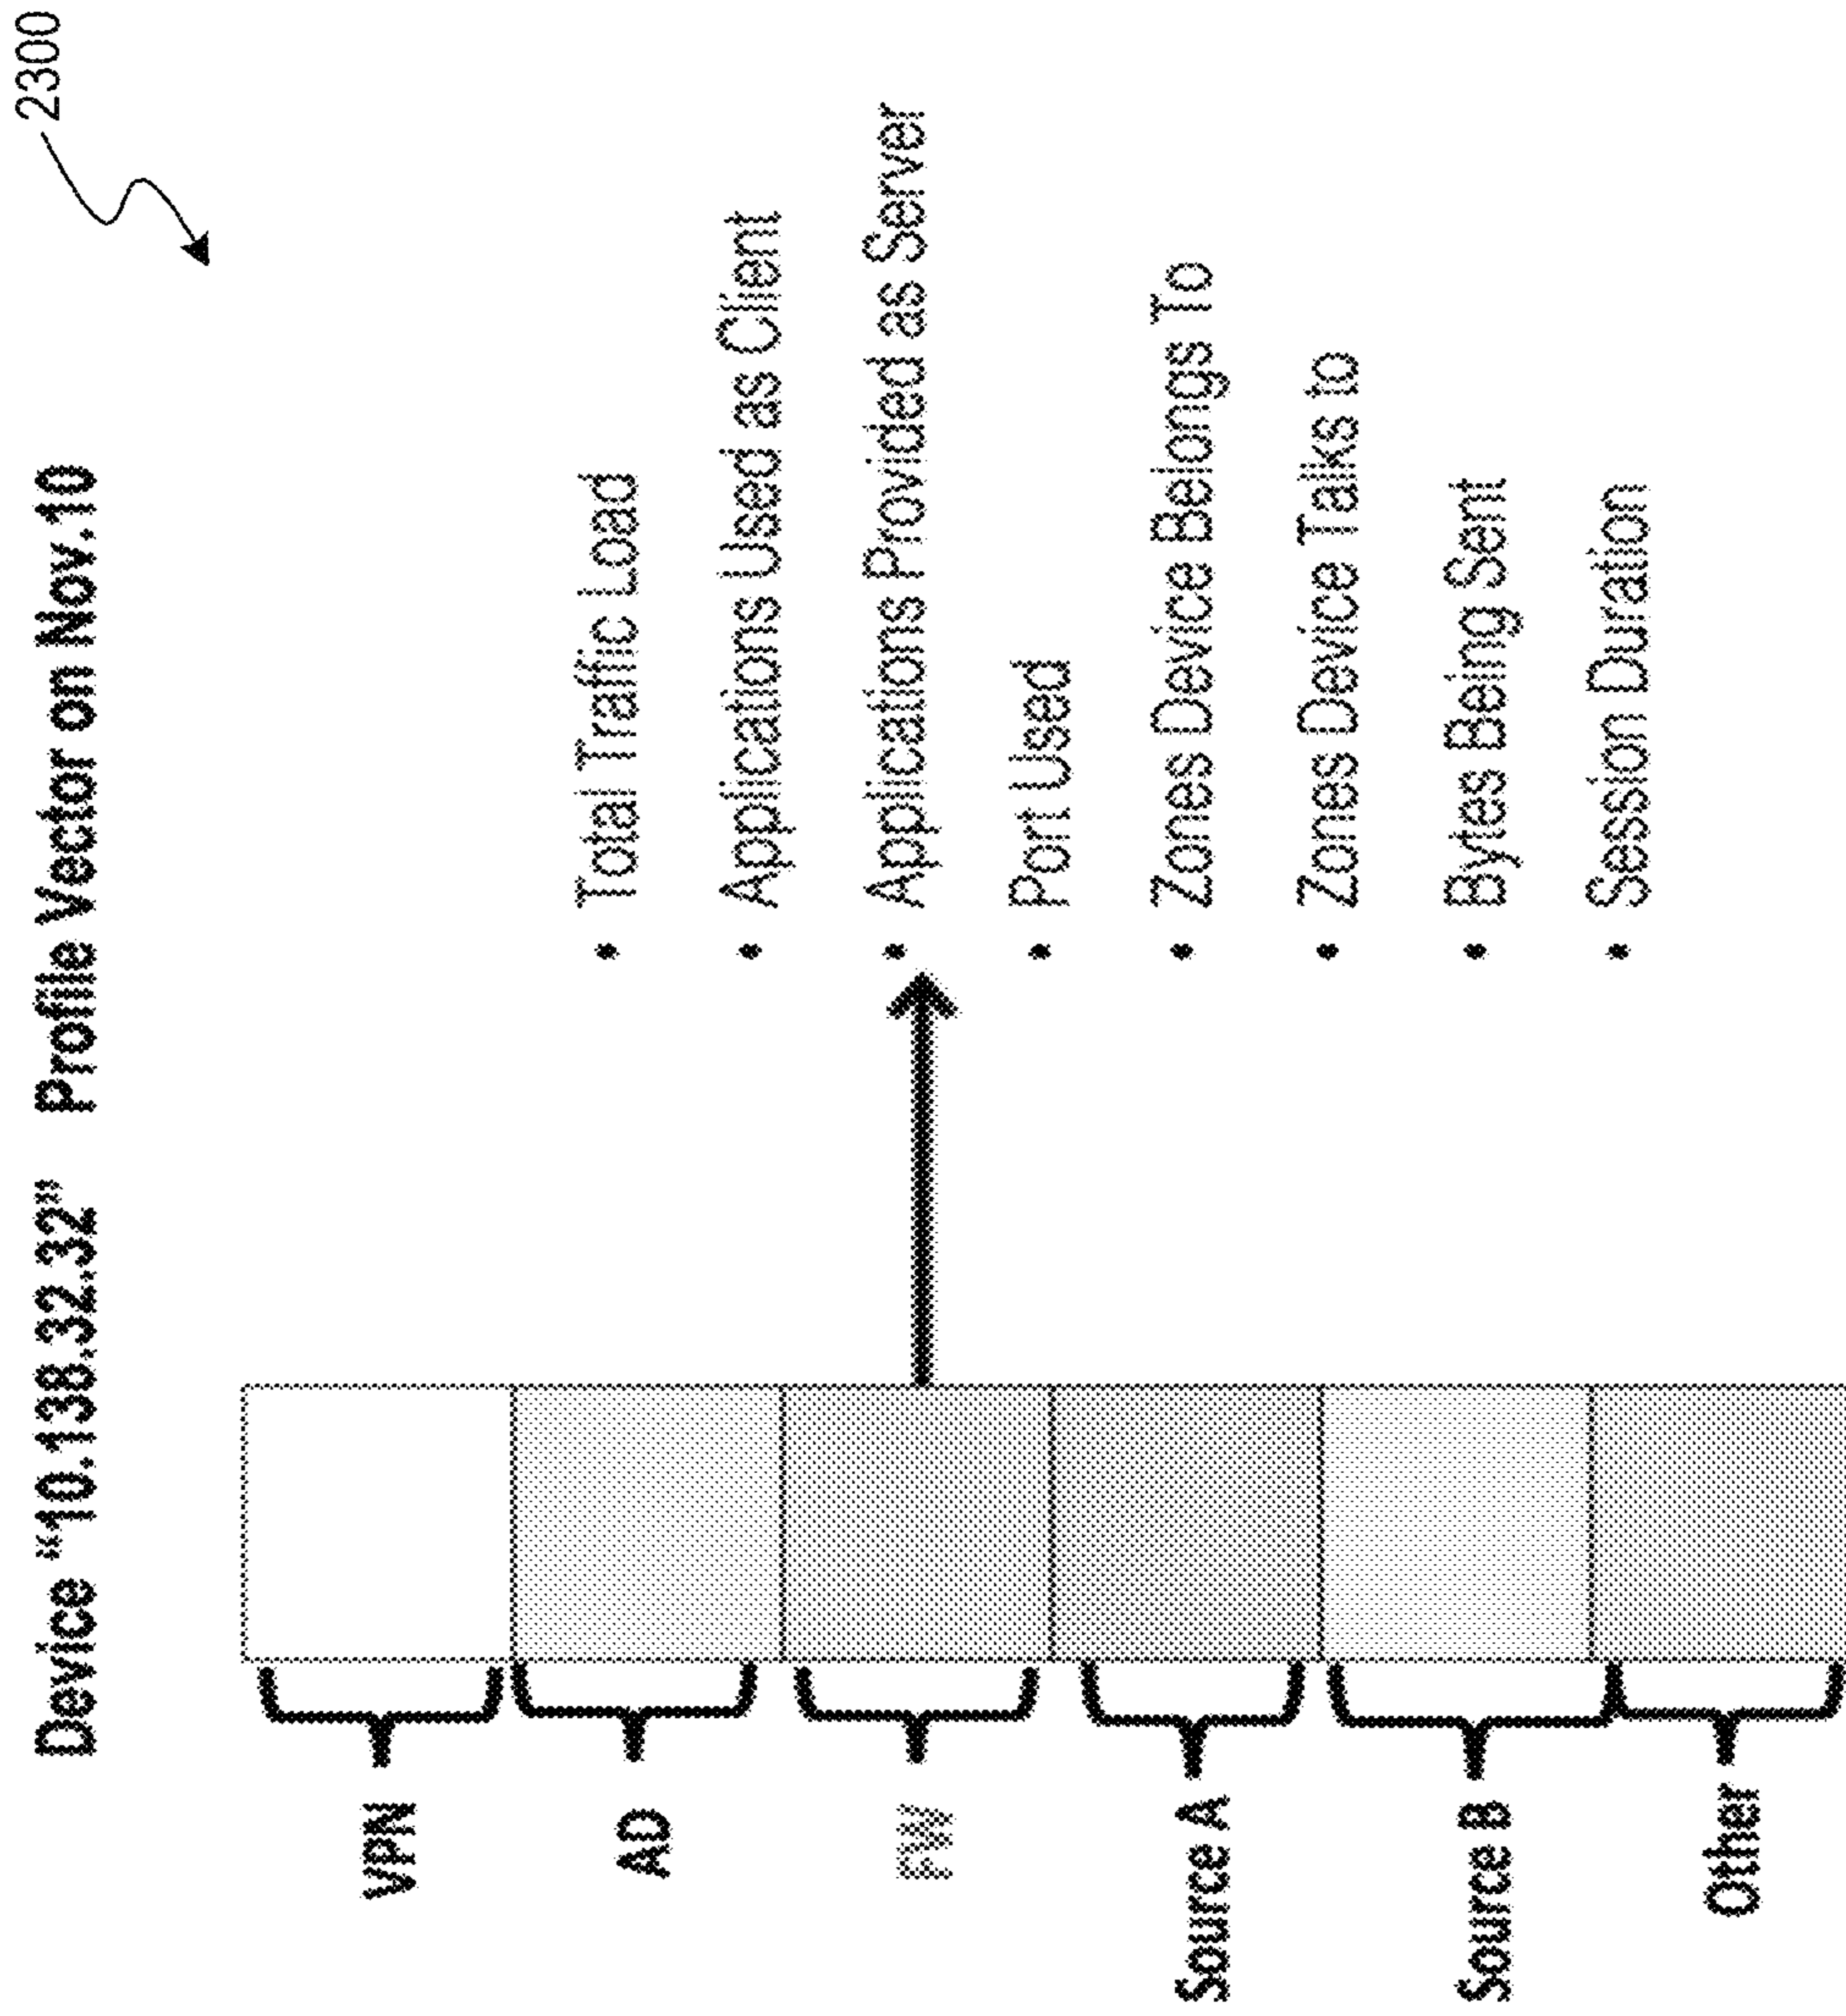 2300
Device "10.138.32.32" Profile Vector on Nov.10
VPN
AD
FW
Source A
Source B
Other
• Total Traffic Load
• Applications Used as Client
• Applications Provided as Server
• Port Used
• Zones Device Belongs To
• Zones Device Talks to
• Bytes Being Sent
• Session Duration